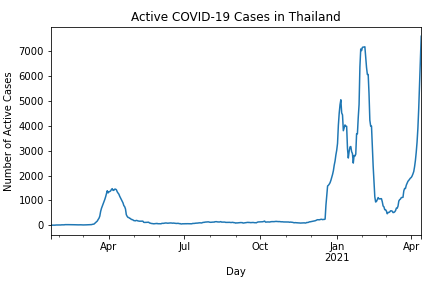 Active COVID-19 Cases in Thailand
Number of Active Cases
7000
6000
5000
4000
3000
2000
1000
0
Apr Jul Oct Jan Apr
2021
Day